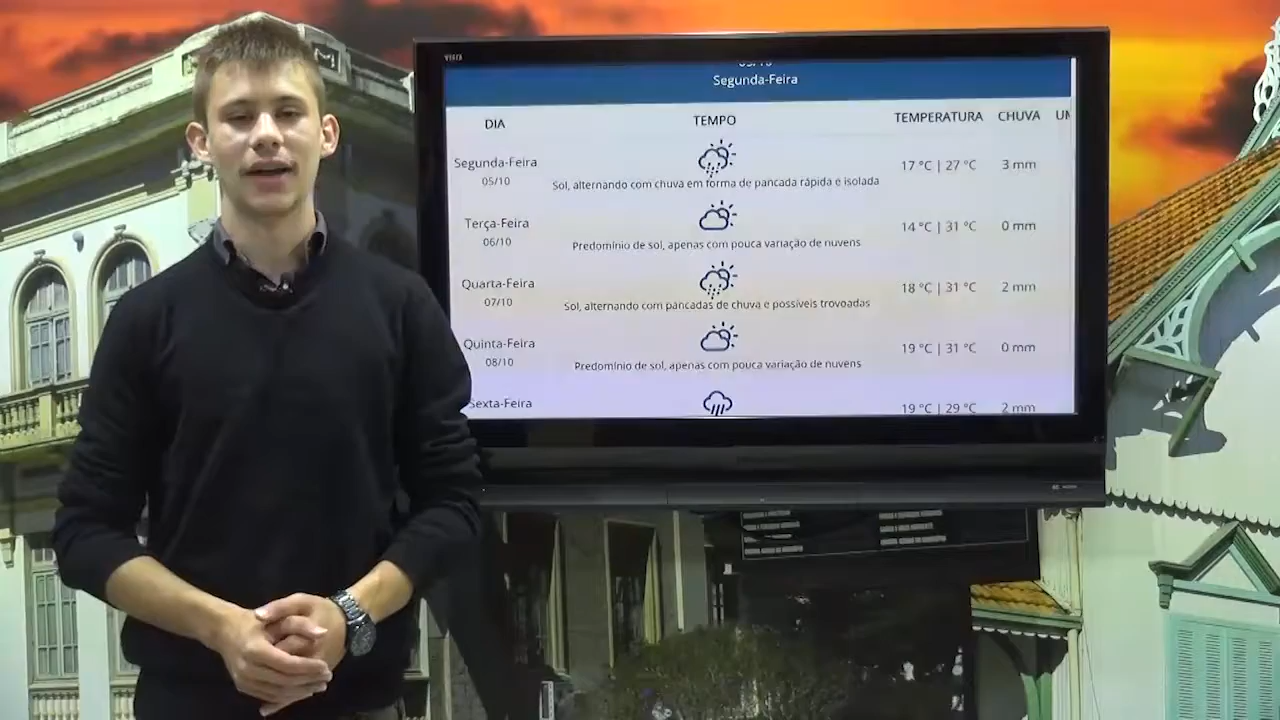 Segunda-Feira
DIA TEMPO TEMPERATURA CHUVA
Segunda-Feira 17 °C | 27 °C 3 mm
05/10 Sol, alternando com chuva em forma de pancada rápida e isolada
Terça-Feira 14 °C | 31 °C 0 mm
06/10 Predomínio de sol, apenas com pouca variação de nuvens
Quarta-Feira 18 °C | 31 °C 2 mm
07/10 Sol, alternando com pancadas de chuva e possíveis trovoadas
Quinta-Feira 19 °C | 31 °C 0 mm
08/10 Predomínio de sol, apenas com pouca variação de nuvens
Sexta-Feira 19 °C | 29 °C 2 mm